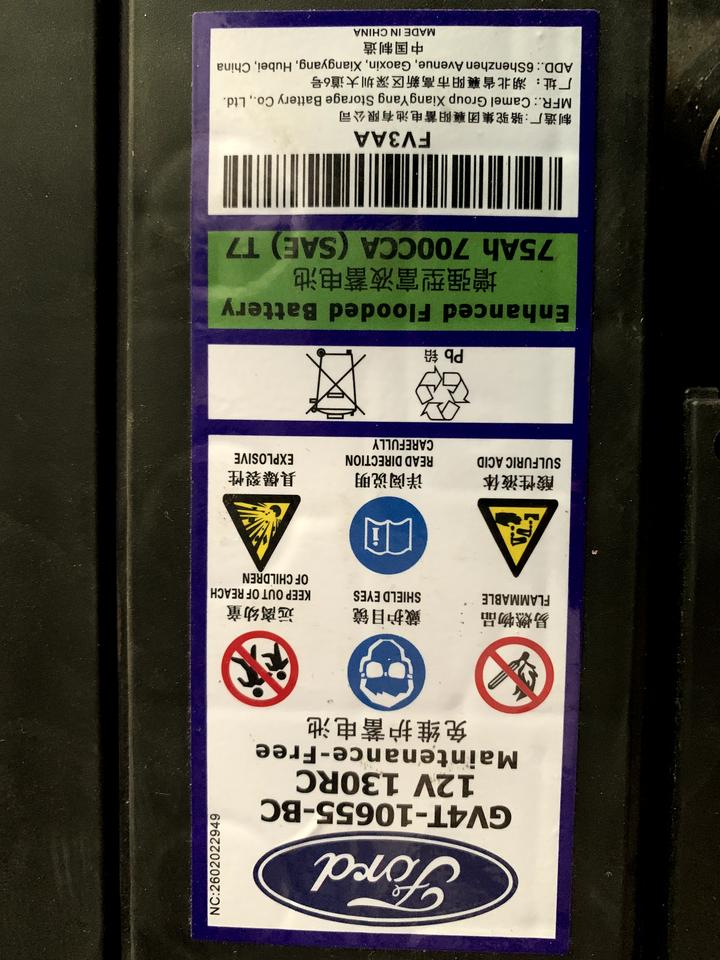 Ford
GV4T-10655-BC
12V 130RC
Maintenance-Free
免维护蓄电池
NC:2602022949
易燃物品
FLAMMABLE
戴护目镜
SHIELD EYES
远离幼童
KEEP OUT OF REACH
OF CHILDREN
酸性液体
SULFURIC ACID
详阅说明
READ DIRECTION
CAREFULLY
具爆裂性
EXPLOSIVE
Pb 铅
Enhanced Flooded Battery
增强型富液蓄电池
75Ah 700CCA (SAE) T7
FV3AA
制造厂:骆驼集团襄阳蓄电池有限公司
MFR.: Camel Group XiangYang Storage Battery Co., Ltd.
厂址: 湖北省襄阳市高新区深圳大道6号
ADD.: 6Shenzhen Avenue, Gaoxin, Xiangyang, Hubei, China
中国制造
MADE IN CHINA